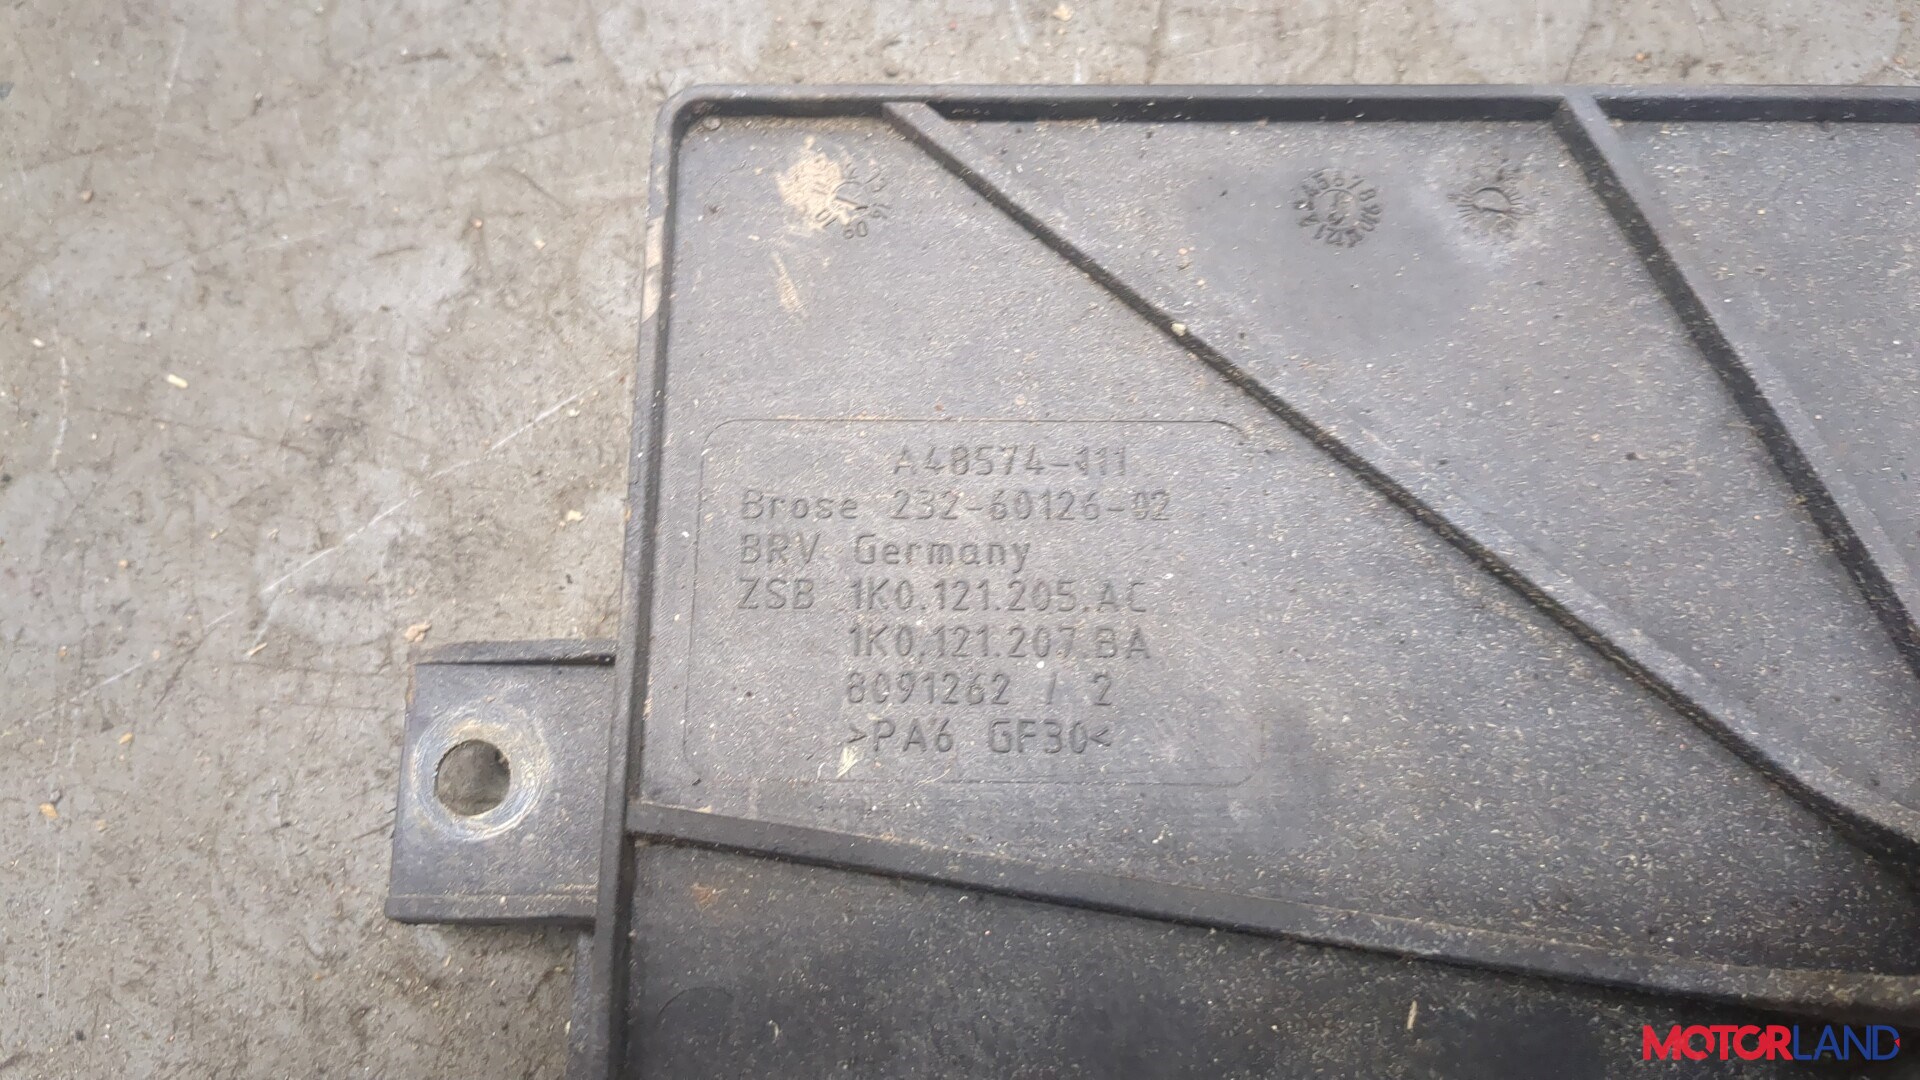 A48574-111
Brose 232-60126-02
BRV Germany
ZSB 1K0.121.205.AC
1K0.121.207.BA
8091262 / 2
>PA6 GF30<
MOTORLAND